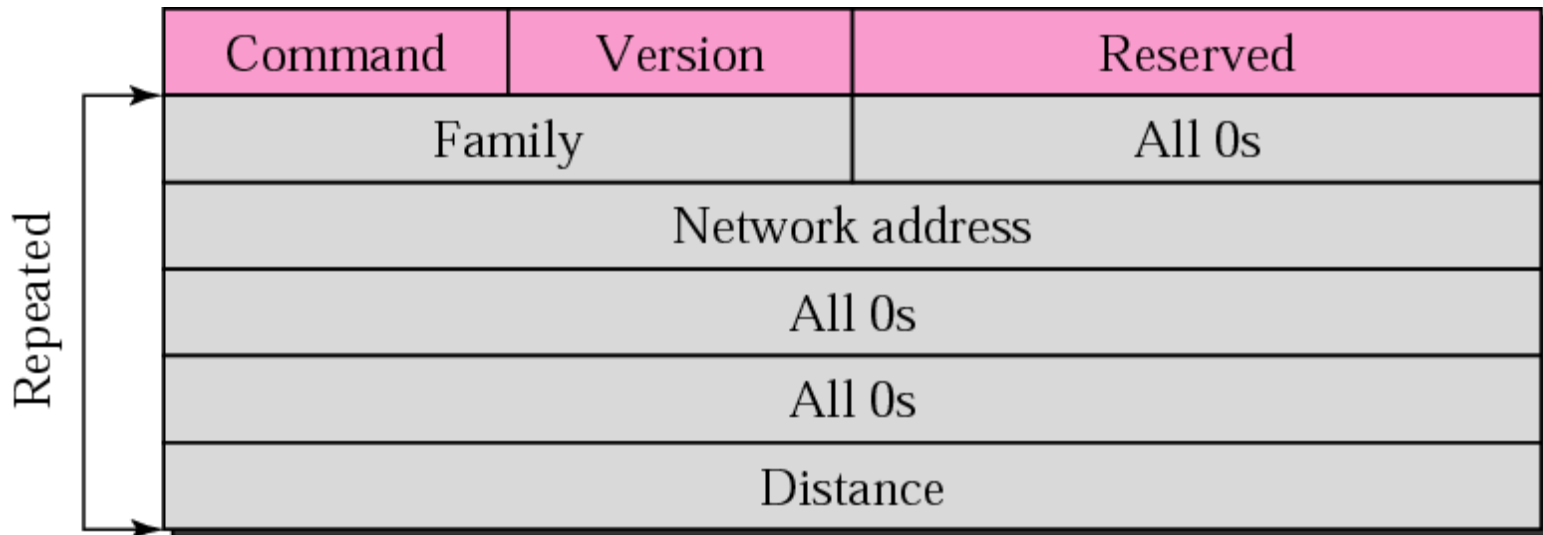 Command Version Reserved
Family All 0s
Network address
All 0s
All 0s
Distance
Repeated